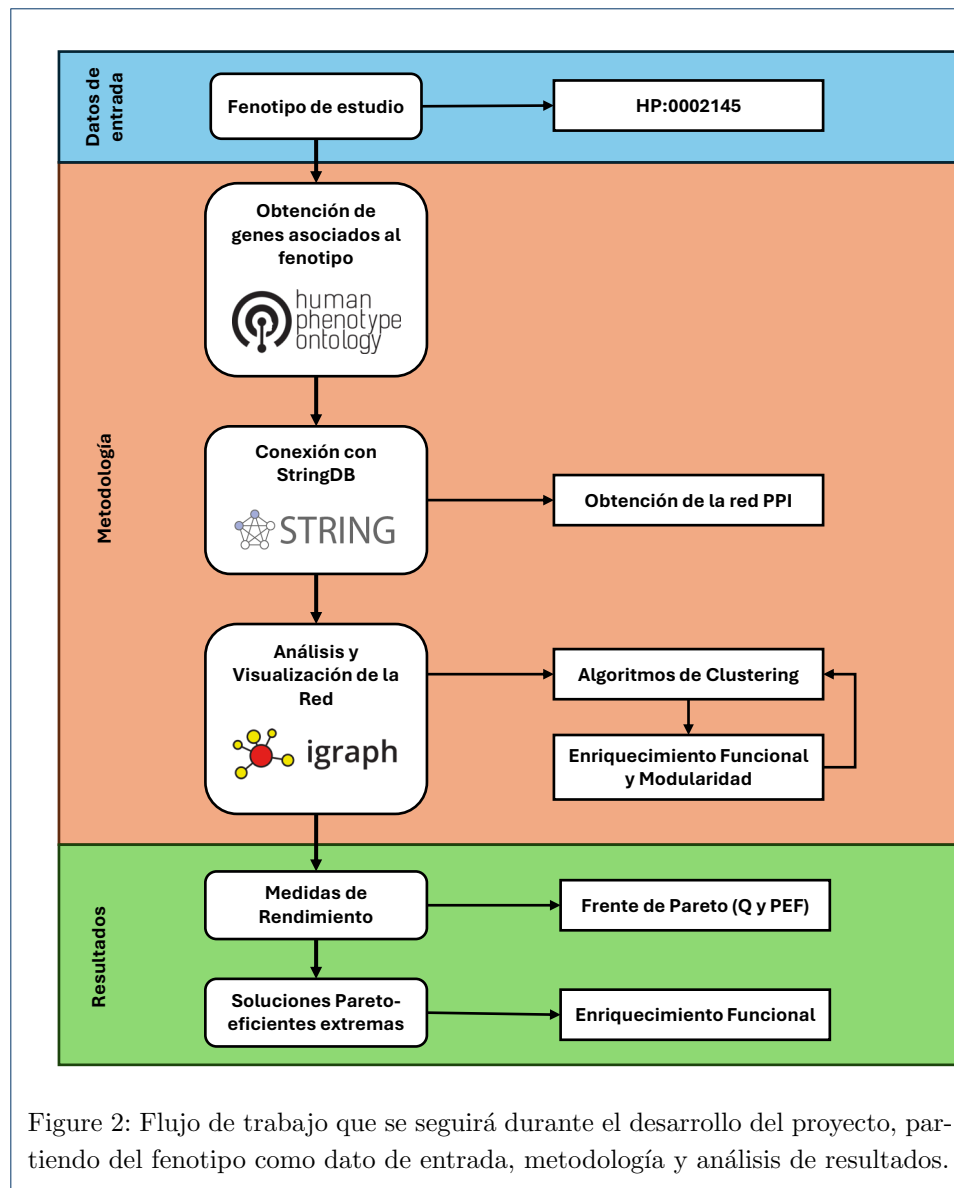 Datos de
entrada
Fenotipo de estudio
HP:0002145
Metodología
Obtención de
genes asociados al
fenotipo
human
phenotype
ontology
Conexión con
StringDB
STRING
Obtención de la red PPI
Análisis y
Visualización de la
Red
igraph
Algoritmos de Clustering
Enriquecimiento Funcional
y Modularidad
Resultados
Medidas de
Rendimiento
Frente de Pareto (Q y PEF)
Soluciones Pareto-
eficientes extremas
Enriquecimiento Funcional
Figure 2: Flujo de trabajo que se seguirá durante el desarrollo del proyecto, par-
tiendo del fenotipo como dato de entrada, metodología y análisis de resultados.